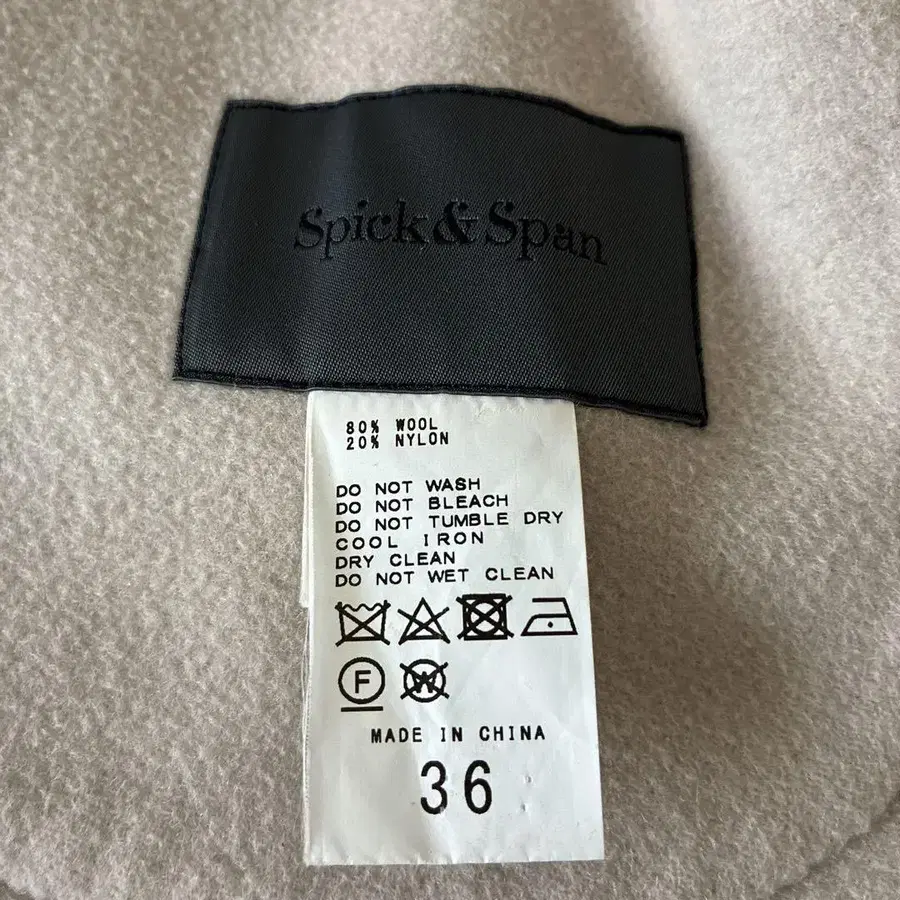 Spick & Span
80% WOOL
20% NYLON
DO NOT WASH
DO NOT BLEACH
DO NOT TUMBLE DRY
COOL IRON
DRY CLEAN
DO NOT WET CLEAN
F W
MADE IN CHINA
36